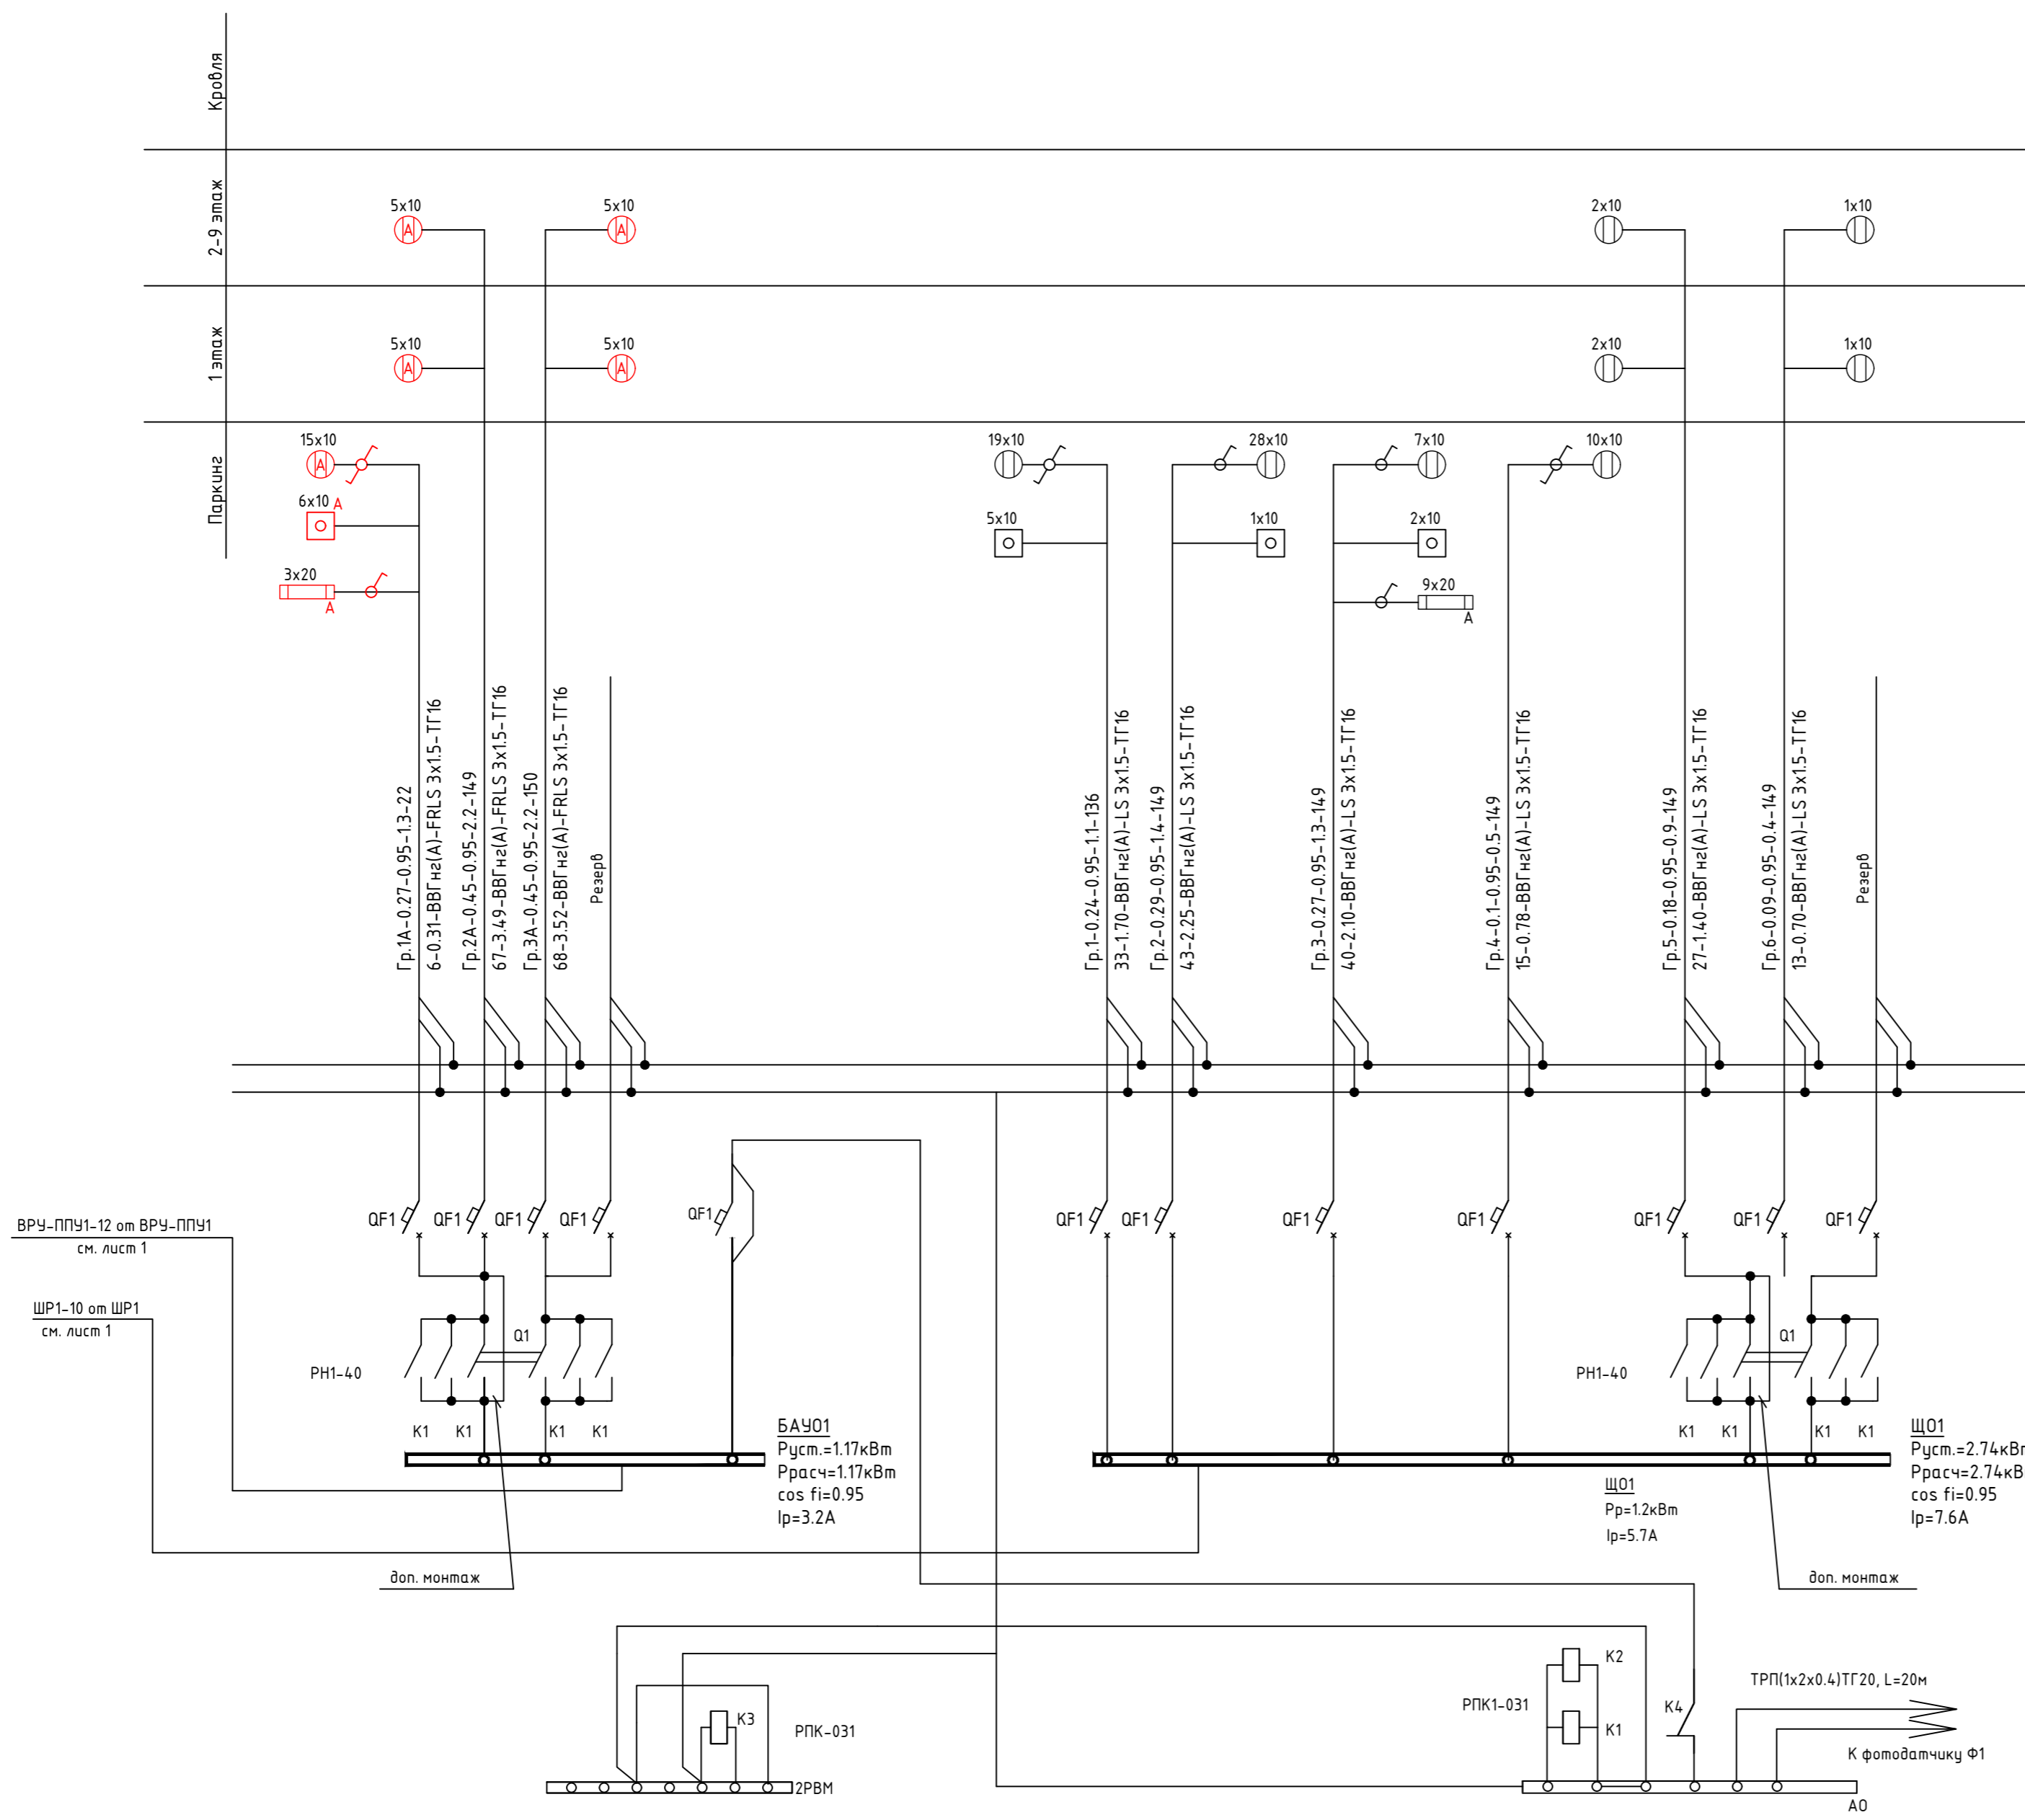 Кровля
2-9 этаж
5x10
5x10
2x10
1x10
1 этаж
5x10
5x10
2x10
1x10
Паркинг
15x10
19x10
28x10
7x10
10x10
A
A
A
A
A
6x10 A
5x10
1x10
2x10
3x20
A
9x20
A
Гр.1А-0.27-0.95-1.3-22
6-0.31-ВВГнг(А)-FRLS 3x1.5-ТГ16
Гр.2А-0.45-0.95-2.2-149
67-3.49-ВВГнг(А)-FRLS 3x1.5-ТГ16
Гр.3А-0.45-0.95-2.2-150
68-3.52-ВВГнг(А)-FRLS 3x1.5-ТГ16
Резерв
Гр.1-0.24-0.95-1.1-136
33-1.70-ВВГнг(А)-LS 3x1.5-ТГ16
Гр.2-0.29-0.95-1.4-149
43-2.25-ВВГнг(А)-LS 3x1.5-ТГ16
Гр.3-0.27-0.95-1.3-149
40-2.10-ВВГнг(А)-LS 3x1.5-ТГ16
Гр.4-0.1-0.95-0.5-149
15-0.78-ВВГнг(А)-LS 3x1.5-ТГ16
Гр.5-0.18-0.95-0.9-149
27-1.40-ВВГнг(А)-LS 3x1.5-ТГ16
Гр.6-0.09-0.95-0.4-149
13-0.70-ВВГнг(А)-LS 3x1.5-ТГ16
Резерв
QF1
QF1
QF1
QF1
QF1
QF1
QF1
QF1
QF1
QF1
QF1
QF1
ВРУ-ППУ1-12 от ВРУ-ППУ1
см. лист 1
ШР1-10 от ШР1
см. лист 1
Q1
Q1
РН1-40
РН1-40
К1
К1
К1
К1
К1
К1
К1
К1
БАУО1
Руст.=1.17кВт
Ррасч=1.17кВт
cos fi=0.95
Iр=3.2А
ЩО1
Рр=1.2кВт
Iр=5.7А
ЩО1
Руст.=2.74кВт
Ррасч=2.74кВ
cos fi=0.95
Iр=7.6А
доп. монтаж
доп. монтаж
К3
РПК-031
2РВМ
К2
РПК1-031
К1
К4
ТРП(1x2x0.4)ТГ20, L=20м
К фотодатчику Ф1
АО